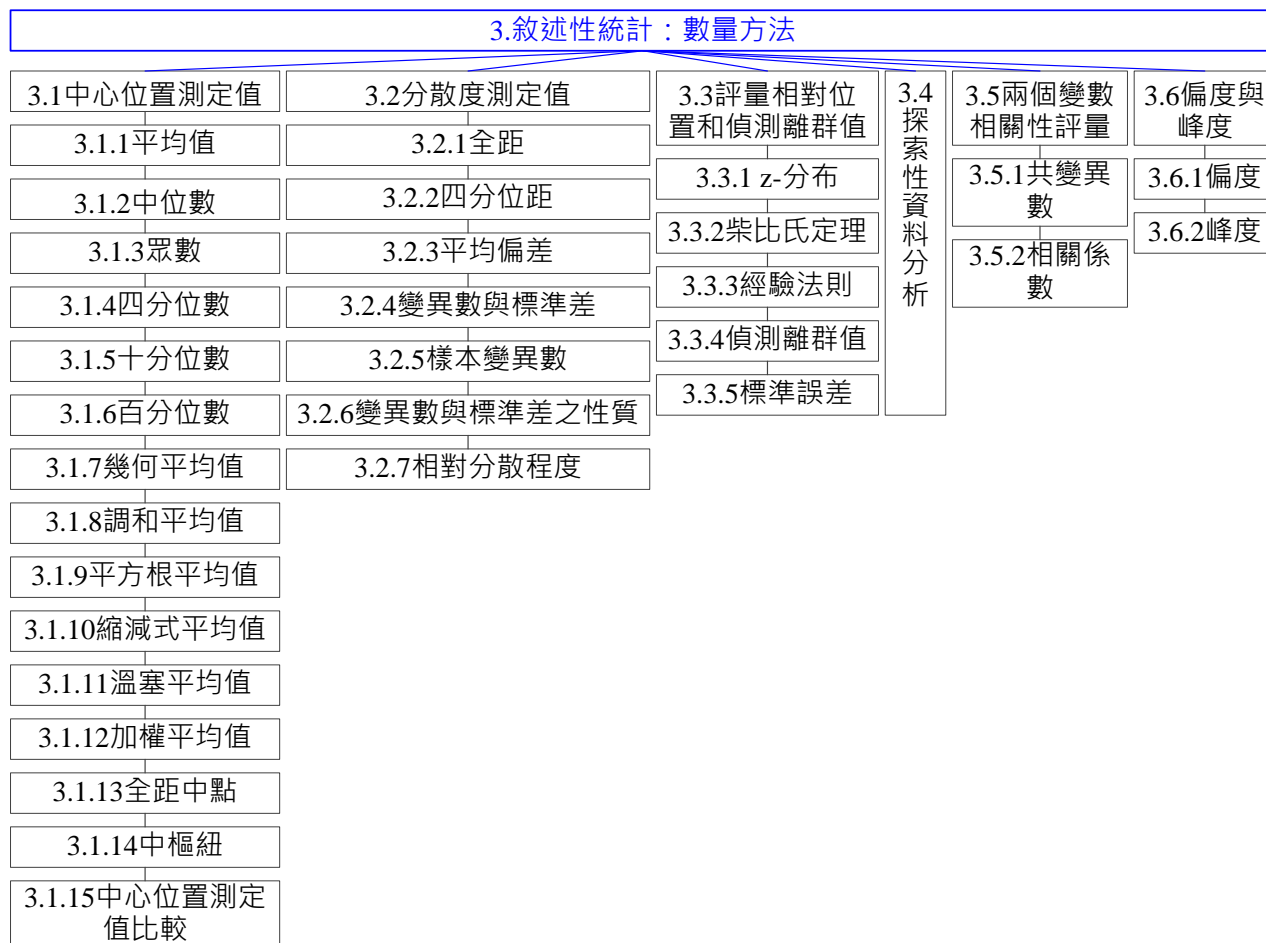 3.敘述性統計：數量方法
3.1中心位置測定值
3.1.1平均值
3.1.2中位數
3.1.3眾數
3.1.4四分位數
3.1.5十分位數
3.1.6百分位數
3.1.7幾何平均值
3.1.8調和平均值
3.1.9平方根平均值
3.1.10縮減式平均值
3.1.11溫塞平均值
3.1.12加權平均值
3.1.13全距中點
3.1.14中樞紐
3.1.15中心位置測定
值比較
3.2分散度測定值
3.2.1全距
3.2.2四分位距
3.2.3平均偏差
3.2.4變異數與標準差
3.2.5樣本變異數
3.2.6變異數與標準差之性質
3.2.7相對分散程度
3.3評量相對位
置和偵測離群值
3.3.1 z-分布
3.3.2柴比氏定理
3.3.3經驗法則
3.3.4偵測離群值
3.3.5標準誤差
3.4
探索性資料分析
3.5兩個變數
相關性評量
3.5.1共變異
數
3.5.2相關係
數
3.6偏度與
峰度
3.6.1偏度
3.6.2峰度